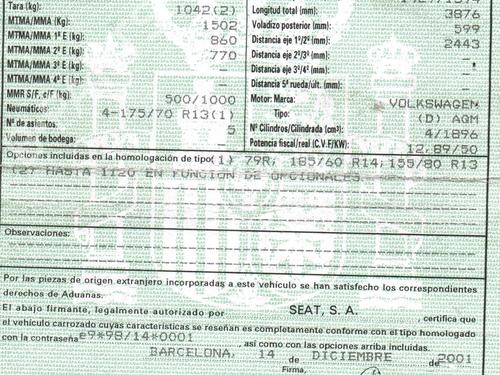 Tara (kg): 1042(2) Longitud total (mm): 3876
MTMA/MMA (Kg): 1502 Voladizo posterior (mm): 599
MTMA/MMA 1º E (kg): 860 Distancia eje 1º/2º (mm): 2443
MTMA/MMA 2º E (kg): 770 Distancia eje 2º/3º (mm):
MTMA/MMA 3º E (kg): — Distancia eje 3º/4º (mm):
MTMA/MMA 4º E (kg): — Distancia 5ª rueda/ult. (mm): —
MMR S/F, c/F (kg): 500/1000 Motor: Marca: VOLKSWAGEN
Neumáticos: 4-175/70 R13(1) Tipo: (D) AGM
Nº de asientos: 5 Nº Cilindros/Cilindrada (cm³): 4/1896
Volumen de bodega: — Potencia fiscal/real (C.V.F/KW): 12,89/50
Opciones incluidas en la homologación de tipo(1) 79R, 185/60 R14;155/80 R13
(2) HASTA 1120 EN FUNCION DE OPCIONALES
Observaciones:
Por las piezas de origen extranjero incorporadas a este vehículo se han satisfecho los correspondientes
derechos de Aduanas.
El abajo firmante, legalmente autorizado por SEAT, S. A. , certifica que
el vehículo carrozado cuyas características se reseñan es completamente conforme con el tipo homologado
con la contraseña e9*98/14*0001 , así como con las opciones arriba incluidas.
BARCELONA, 14 de DICIEMBRE de 2001
Firma,